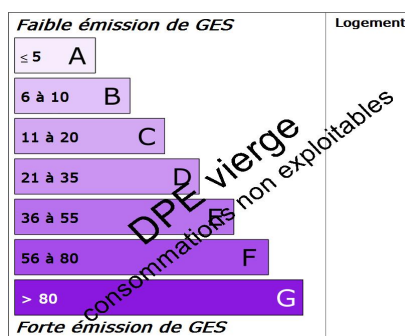 Faible émission de GES
Logement
≤ 5 A
6 à 10 B
11 à 20 C
21 à 35 D
36 à 55 E
56 à 80 F
> 80 G
Forte émission de GES
DPE vierge
consommations non exploitables